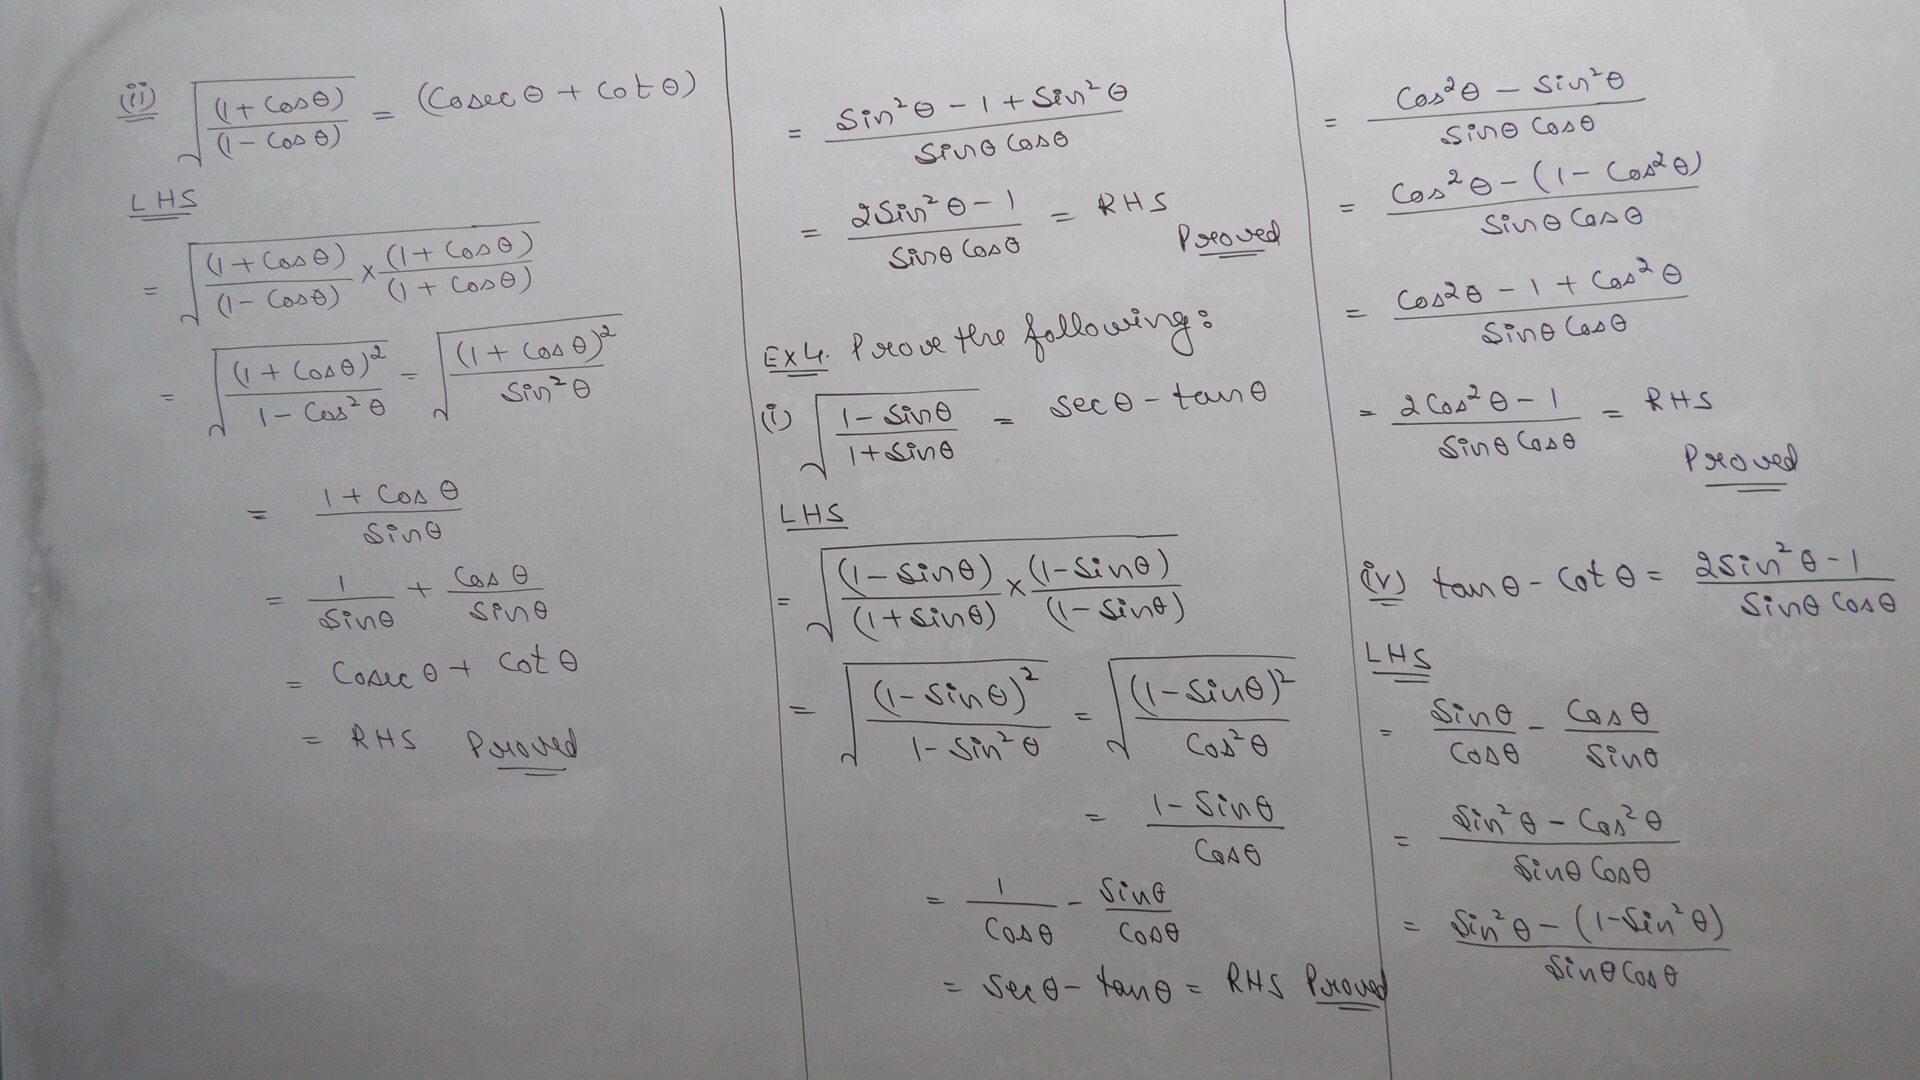 (ii) √((1 + Cosθ)/(1 - Cosθ)) = (Cosec θ + Cot θ)
LHS
= √((1 + Cosθ)/(1 - Cosθ) × (1 + Cosθ)/(1 + Cosθ))
= √((1 + Cosθ)²/(1 - Cos²θ)) = √((1 + Cosθ)²/Sin²θ)
= (1 + Cosθ)/Sinθ
= 1/Sinθ + Cosθ/Sinθ
= Cosec θ + Cot θ
= RHS Proved
= (Sin²θ - 1 + Sin²θ)/(Sinθ Cosθ)
= (2Sin²θ - 1)/(Sinθ Cosθ) = RHS
Proved
Ex4. Prove the following:
(i) √((1 - Sinθ)/(1 + Sinθ)) = Secθ - tanθ
LHS
= √((1 - Sinθ)/(1 + Sinθ) × (1 - Sinθ)/(1 - Sinθ))
= √((1 - Sinθ)²/(1 - Sin²θ)) = √((1 - Sinθ)²/Cos²θ)
= (1 - Sinθ)/Cosθ
= 1/Cosθ - Sinθ/Cosθ
= Secθ - tanθ = RHS Proved
= (Cos²θ - Sin²θ)/(Sinθ Cosθ)
= (Cos²θ - (1 - Cos²θ))/(Sinθ Cosθ)
= (Cos²θ - 1 + Cos²θ)/(Sinθ Cosθ)
= (2Cos²θ - 1)/(Sinθ Cosθ) = RHS
Proved
(iv) tanθ - Cotθ = (2Sin²θ - 1)/(Sinθ Cosθ)
LHS
= Sinθ/Cosθ - Cosθ/Sinθ
= (Sin²θ - Cos²θ)/(Sinθ Cosθ)
= (Sin²θ - (1 - Sin²θ))/(Sinθ Cosθ)